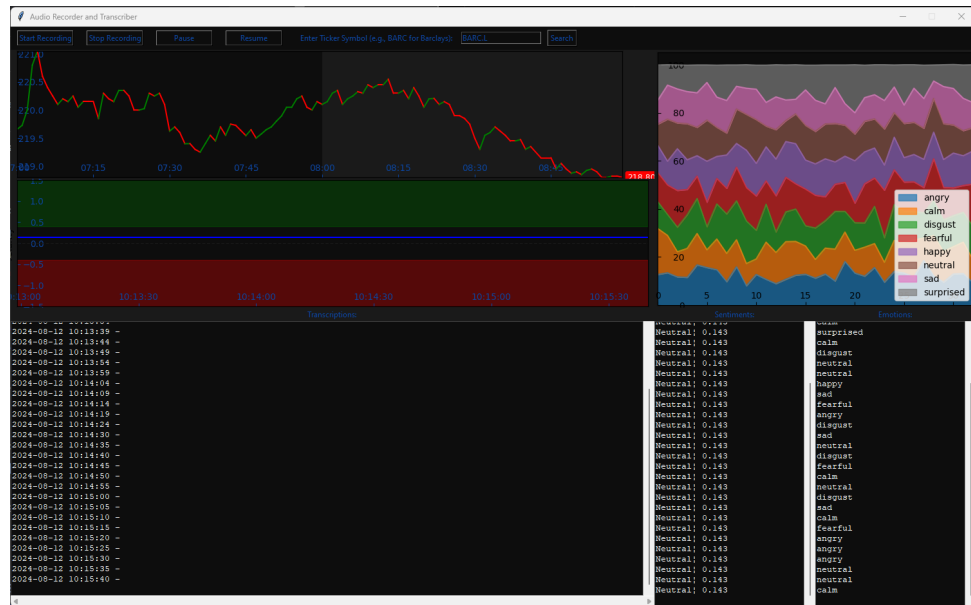 Audio Recorder and Transcriber
Start Recording Stop Recording Pause Resume Enter Ticker Symbol (e.g., BARC for Barclays): BARC.L Search
221.0
220.5
220.0
219.5
219.0
07:15 07:30 07:45 08:00 08:15 08:30
218.80
1.5
1.0
0.5
0.0
−0.5
−1.0
10:13:30 10:14:00 10:14:30 10:15:00 10:15:30
100
80
60
40
20
0
0 5 10 15 20
angry
calm
disgust
fearful
happy
neutral
sad
surprised
Transcriptions: Sentiments: Emotions:
2024-08-12 10:13:39 - Neutral¦ 0.143 surprised
2024-08-12 10:13:44 - Neutral¦ 0.143 calm
2024-08-12 10:13:49 - Neutral¦ 0.143 disgust
2024-08-12 10:13:54 - Neutral¦ 0.143 neutral
2024-08-12 10:13:59 - Neutral¦ 0.143 neutral
2024-08-12 10:14:04 - Neutral¦ 0.143 happy
2024-08-12 10:14:09 - Neutral¦ 0.143 sad
2024-08-12 10:14:14 - Neutral¦ 0.143 fearful
2024-08-12 10:14:19 - Neutral¦ 0.143 angry
2024-08-12 10:14:24 - Neutral¦ 0.143 disgust
2024-08-12 10:14:30 - Neutral¦ 0.143 sad
2024-08-12 10:14:35 - Neutral¦ 0.143 neutral
2024-08-12 10:14:40 - Neutral¦ 0.143 disgust
2024-08-12 10:14:45 - Neutral¦ 0.143 fearful
2024-08-12 10:14:50 - Neutral¦ 0.143 calm
2024-08-12 10:14:55 - Neutral¦ 0.143 neutral
2024-08-12 10:15:00 - Neutral¦ 0.143 disgust
2024-08-12 10:15:05 - Neutral¦ 0.143 sad
2024-08-12 10:15:10 - Neutral¦ 0.143 calm
2024-08-12 10:15:15 - Neutral¦ 0.143 fearful
2024-08-12 10:15:20 - Neutral¦ 0.143 angry
2024-08-12 10:15:25 - Neutral¦ 0.143 angry
2024-08-12 10:15:30 - Neutral¦ 0.143 angry
2024-08-12 10:15:35 - Neutral¦ 0.143 neutral
2024-08-12 10:15:40 - Neutral¦ 0.143 neutral
Neutral¦ 0.143 calm